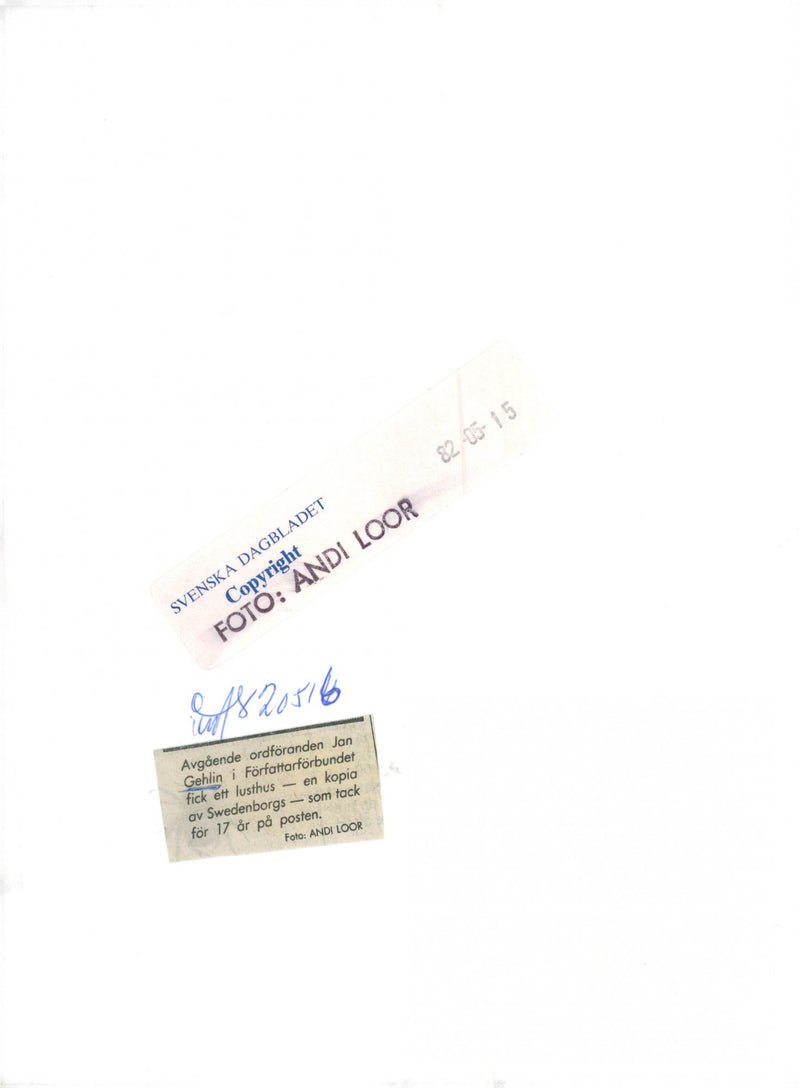 82-05-15
SVENSKA DAGBLADET
Copyright
FOTO: ANDI LOOR
820516
Avgående ordföranden Jan
Gehlin i Författarförbundet
fick ett lusthus — en kopia
av Swedenborgs — som tack
för 17 år på posten.
Foto: ANDI LOOR